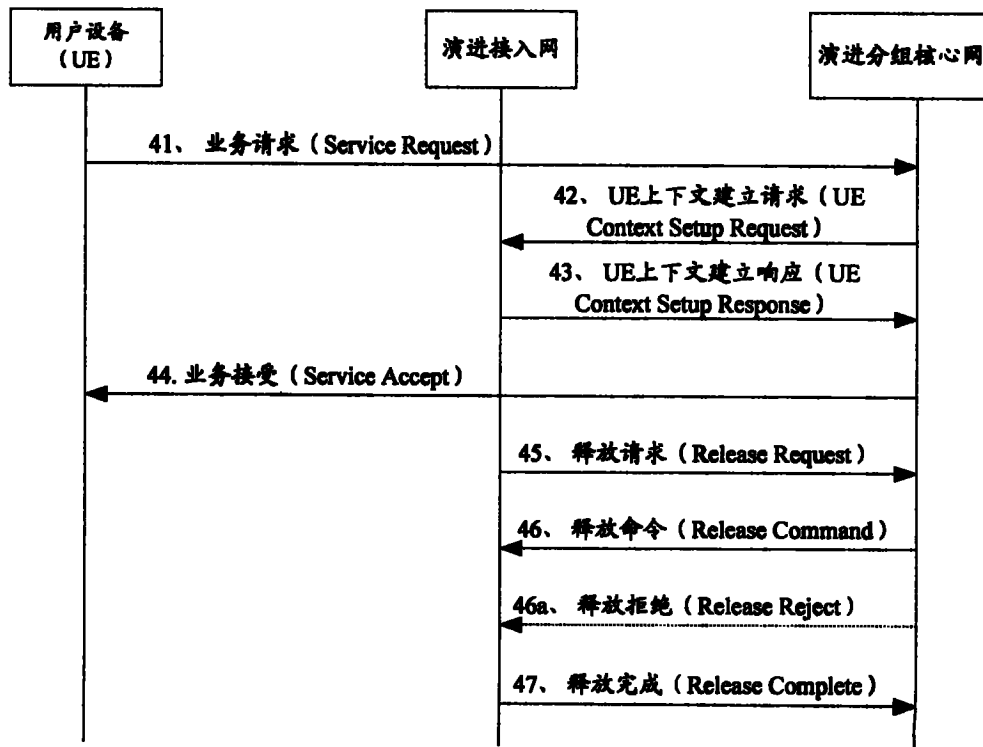 用户设备
（UE）
演进接入网
演进分组核心网
41、 业务请求（Service Request）
42、 UE上下文建立请求（UE
Context Setup Request）
43、 UE上下文建立响应（UE
Context Setup Response）
44. 业务接受（Service Accept）
45、 释放请求（Release Request）
46、 释放命令（Release Command）
46a、 释放拒绝（Release Reject）
47、 释放完成（Release Complete）